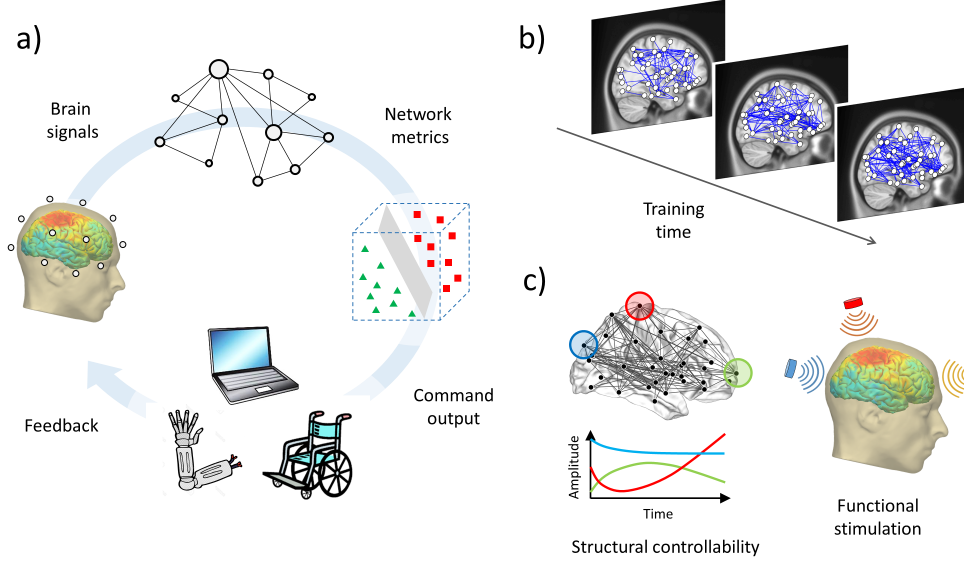 a)
Brain
signals
Network
metrics
Command
output
Feedback
b)
Training
time
c)
Amplitude
Time
Structural controllability
Functional
stimulation